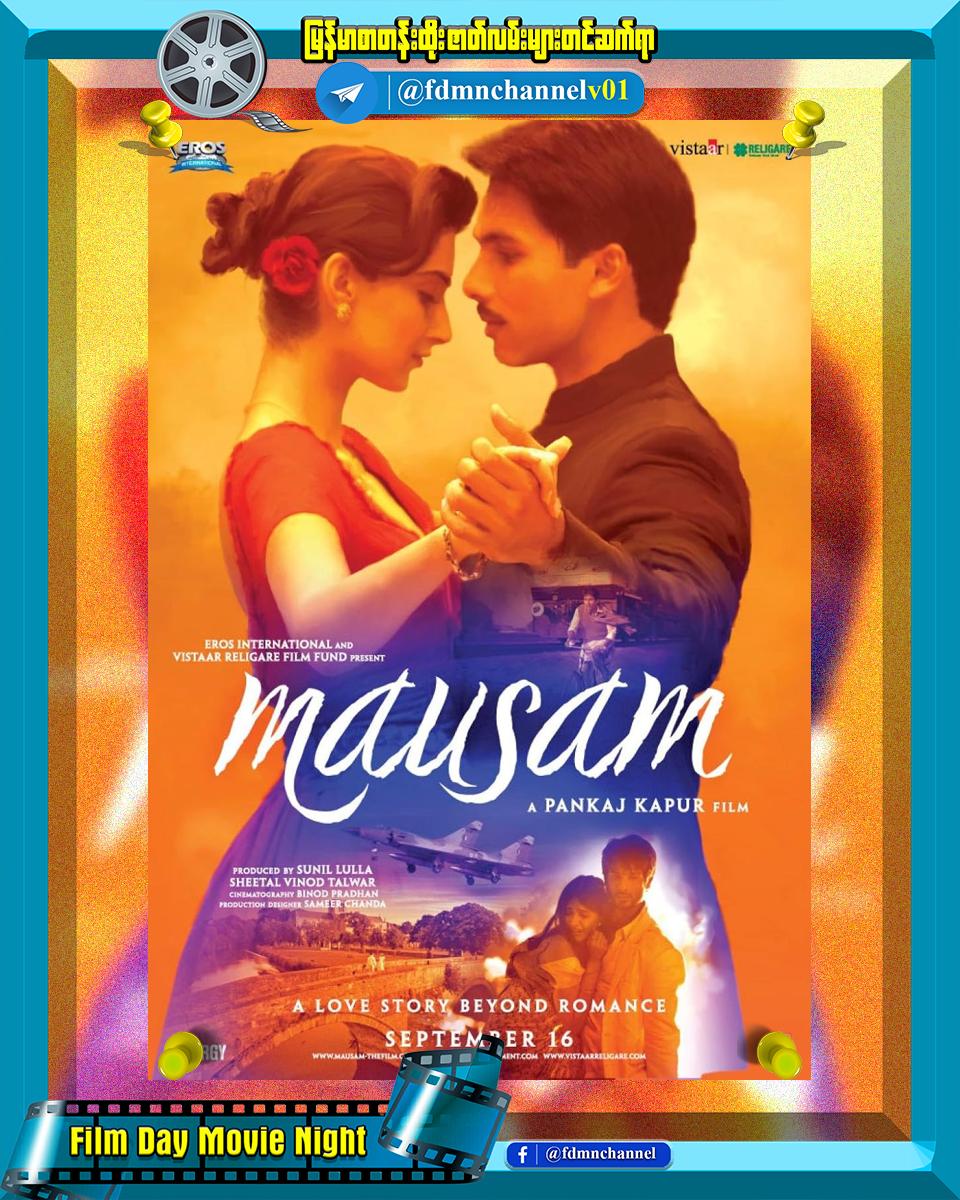 မြန်မာစာတန်းထိုးဇာတ်လမ်းများတင်ဆက်ရာ
@fdmnchannelv01
EROS
INTERNATIONAL
vistaar
RELIGARE
EROS INTERNATIONAL AND
VISTAAR RELIGARE FILM FUND PRESENT
mausam
A PANKAJ KAPUR FILM
PRODUCED BY SUNIL LULLA
SHEETAL VINOD TALWAR
CINEMATOGRAPHY BINOD PRADHAN
PRODUCTION DESIGNER SAMEER CHANDA
A LOVE STORY BEYOND ROMANCE
SEPTEMBER 16
WWW.VISTAARRELIGARE.COM
Film Day Movie Night
f @fdmnchannel